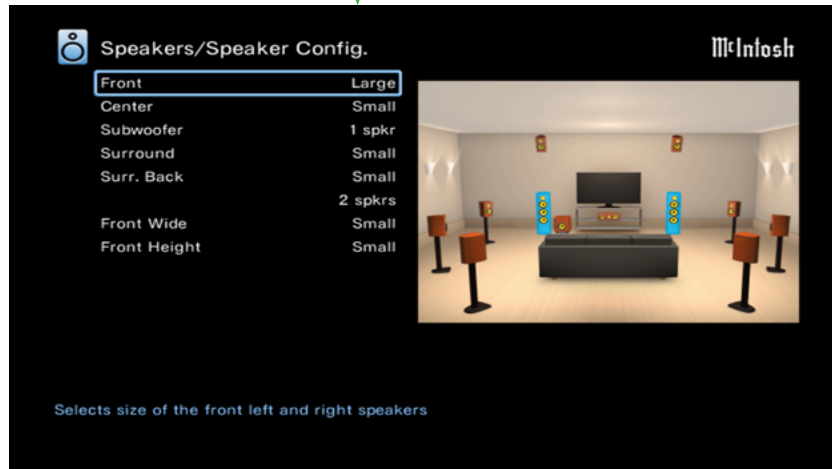 Speakers/Speaker Config.
McIntosh
Front Large
Center Small
Subwoofer 1 spkr
Surround Small
Surr. Back Small
2 spkrs
Front Wide Small
Front Height Small
Selects size of the front left and right speakers